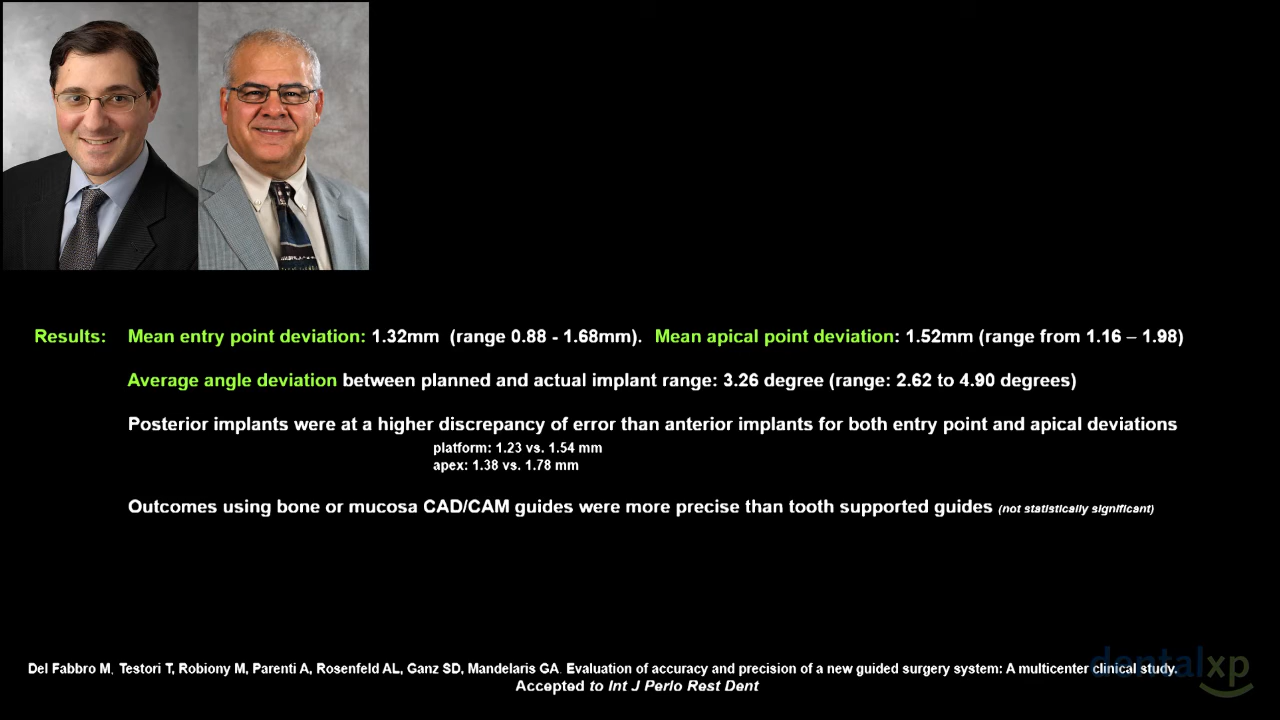 Results: Mean entry point deviation: 1.32mm (range 0.88 - 1.68mm). Mean apical point deviation: 1.52mm (range from 1.16 – 1.98)
Average angle deviation between planned and actual implant range: 3.26 degree (range: 2.62 to 4.90 degrees)
Posterior implants were at a higher discrepancy of error than anterior implants for both entry point and apical deviations
platform: 1.23 vs. 1.54 mm
apex: 1.38 vs. 1.78 mm
Outcomes using bone or mucosa CAD/CAM guides were more precise than tooth supported guides (not statistically significant)
Del Fabbro M, Testori T, Robiony M, Parenti A, Rosenfeld AL, Ganz SD, Mandelaris GA. Evaluation of accuracy and precision of a new guided surgery system: A multicenter clinical study.
Accepted to Int J Perio Rest Dent
dentalxp